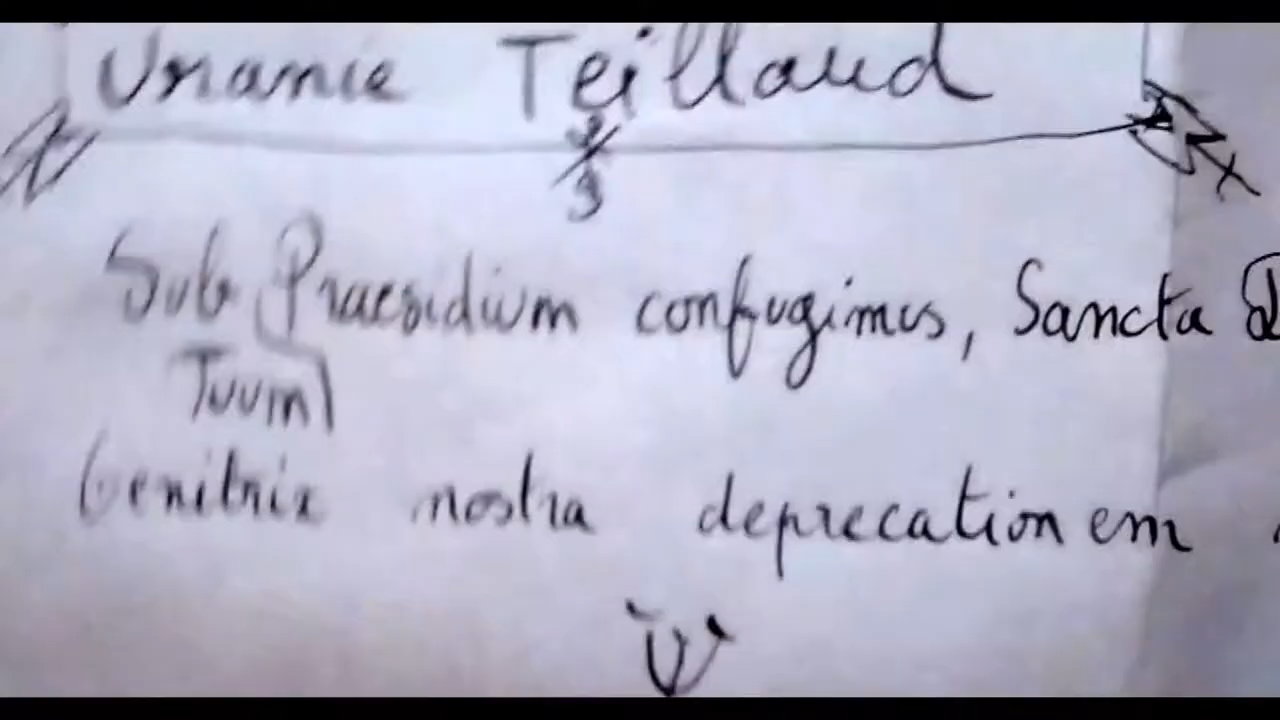 Uranie Teillaud
Sub Praesidium confugimus, Sancta D
Tuum
Genitrix nostra deprecationem